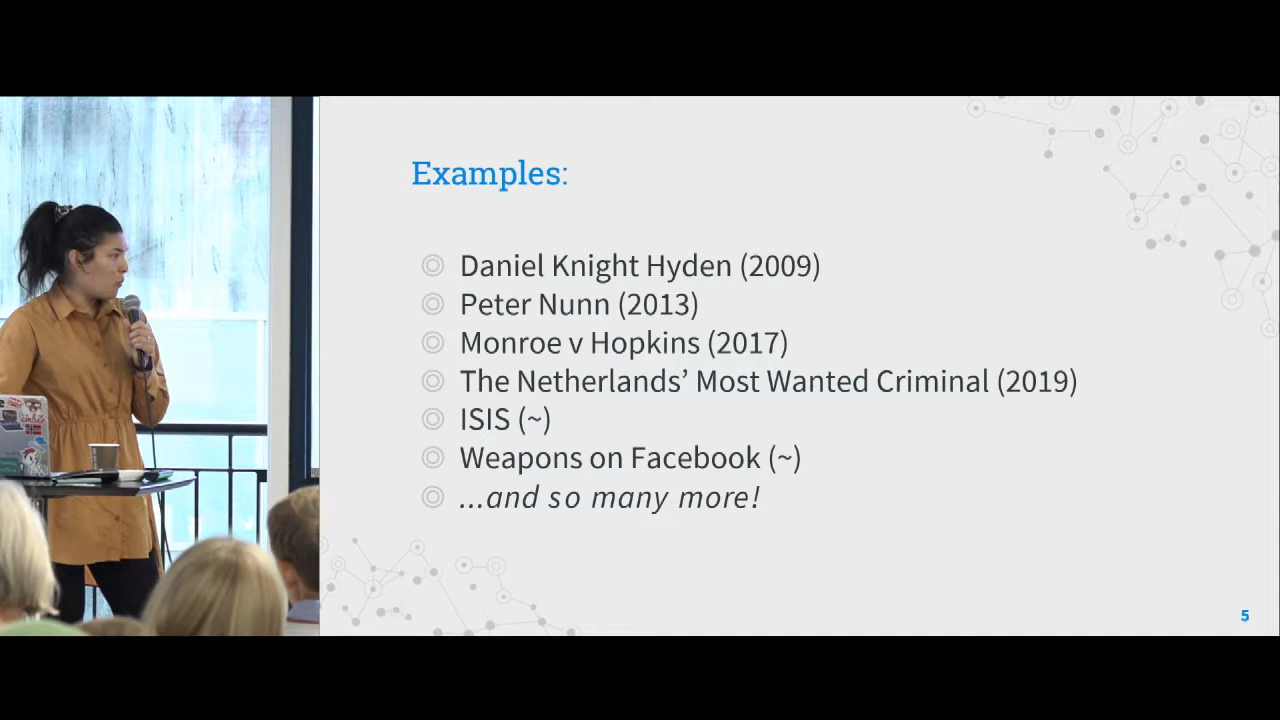 Examples:
Daniel Knight Hyden (2009)
Peter Nunn (2013)
Monroe v Hopkins (2017)
The Netherlands’ Most Wanted Criminal (2019)
ISIS (~)
Weapons on Facebook (~)
...and so many more!
5